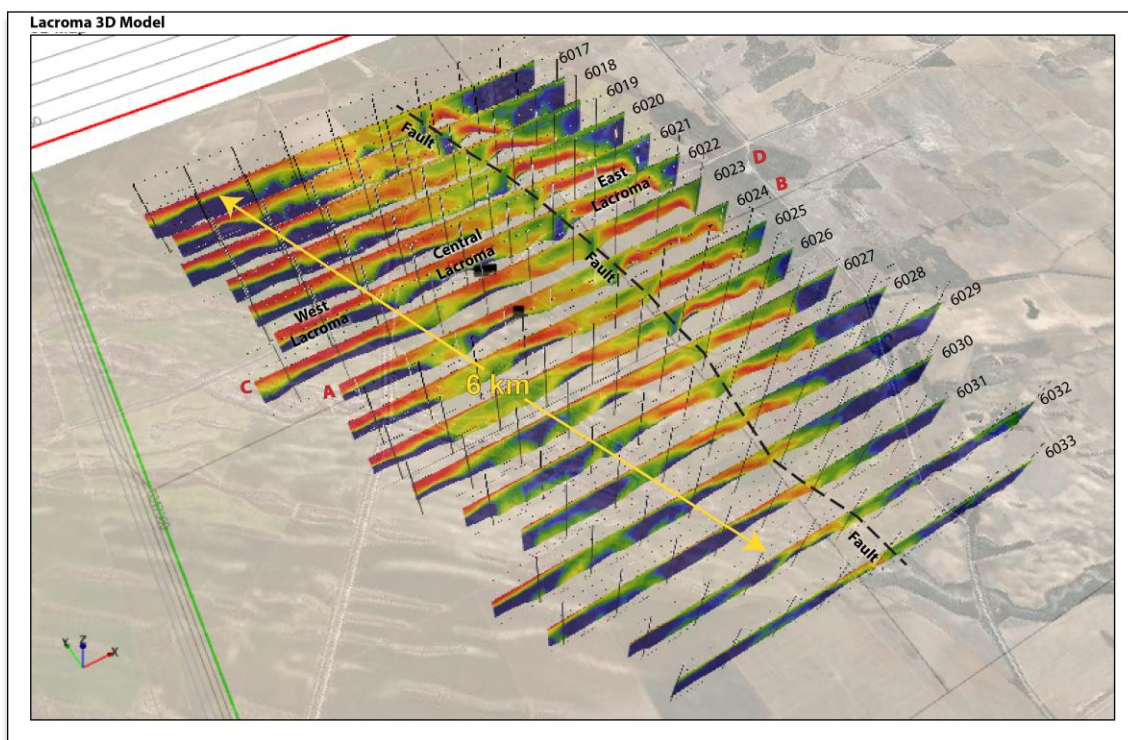 Lacroma 3D Model
6017
6018
6019
6020
6021
6022
6023
6024
6025
6026
6027
6028
6029
6030
6031
6032
6033
Fault
East
Lacroma
D
B
Central
Lacroma
Fault
West
Lacroma
C
A
6 km
Fault
Z
X